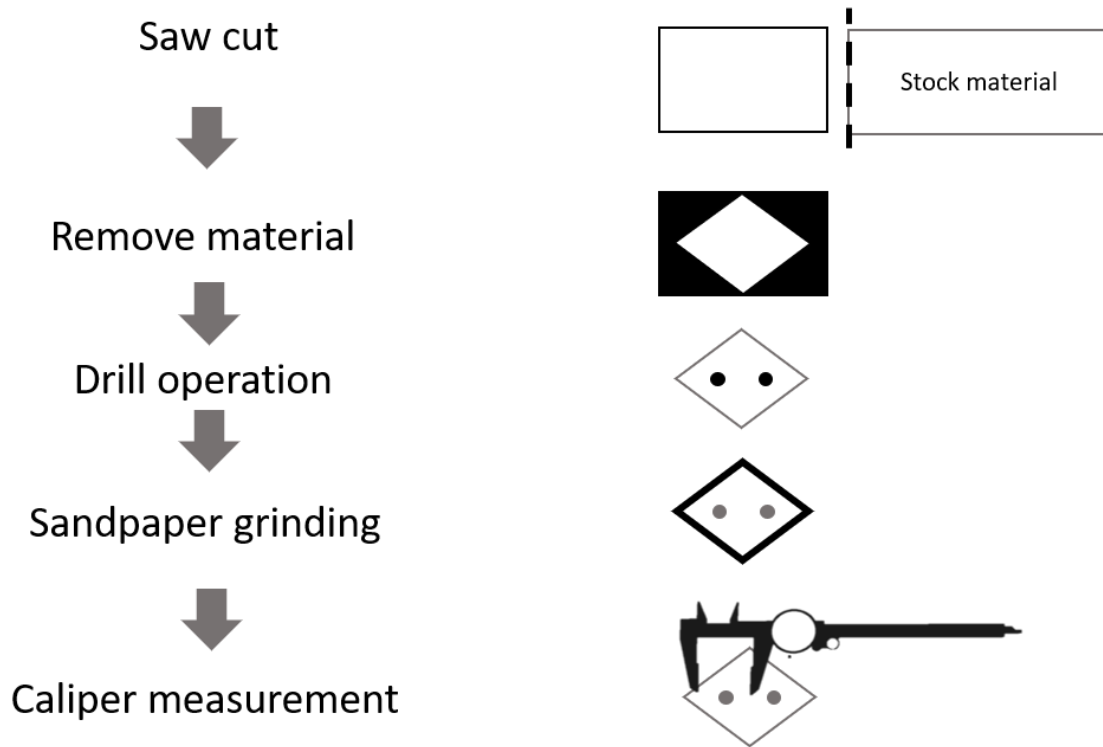 Saw cut
Stock material
Remove material
Drill operation
Sandpaper grinding
Caliper measurement